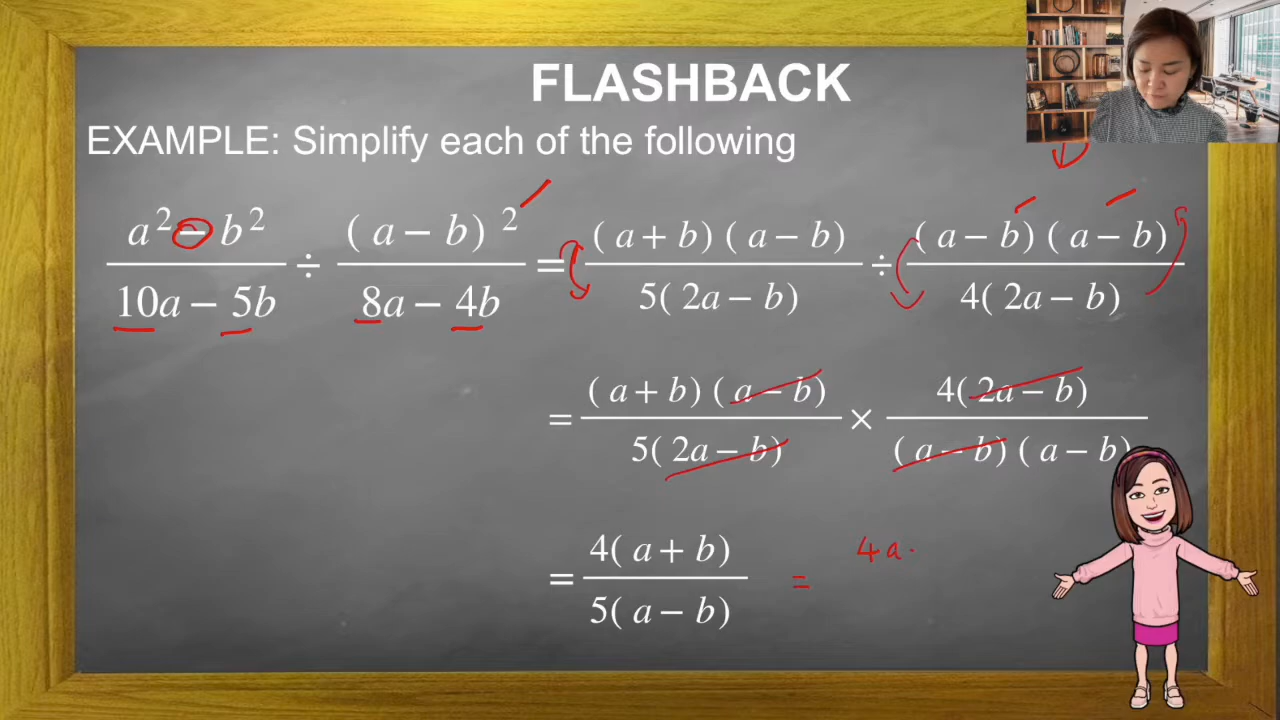 FLASHBACK
EXAMPLE: Simplify each of the following
a² − b² / 10a − 5b ÷ (a − b)² / 8a − 4b = (a + b)(a − b) / 5(2a − b) ÷ (a − b)(a − b) / 4(2a − b)
= (a + b)(a − b) / 5(2a − b) × 4(2a − b) / (a − b)(a − b)
= 4(a + b) / 5(a − b) = 4a